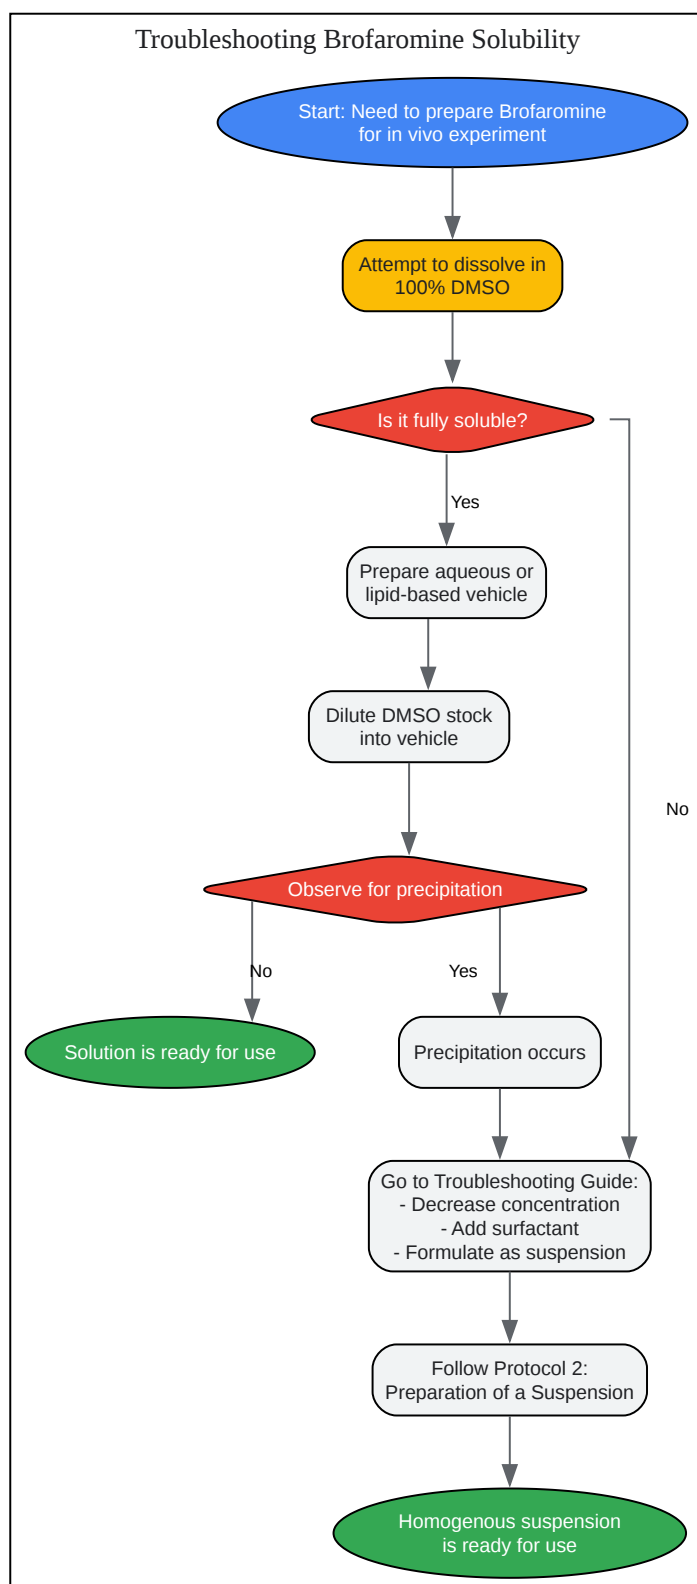 Troubleshooting Brofaromine Solubility
Start: Need to prepare Brofaromine
for in vivo experiment
Attempt to dissolve in
100% DMSO
Is it fully soluble?
Yes
Prepare aqueous or
lipid-based vehicle
Dilute DMSO stock
into vehicle
No
Observe for precipitation
No
Yes
Solution is ready for use
Precipitation occurs
Go to Troubleshooting Guide:
- Decrease concentration
- Add surfactant
- Formulate as suspension
Follow Protocol 2:
Preparation of a Suspension
Homogenous suspension
is ready for use